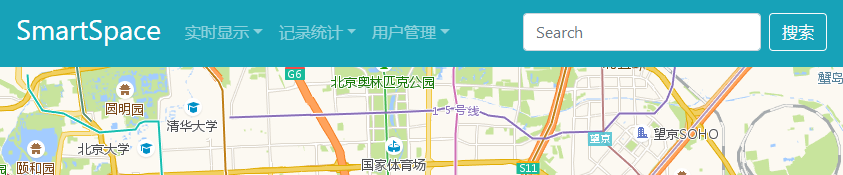 SmartSpace
实时显示
记录统计
用户管理
Search
搜索
G6
北京奥林匹克公园
圆明园
15号线
清华大学
望京
望京SOHO
北京大学
国家体育场
颐和园
S11